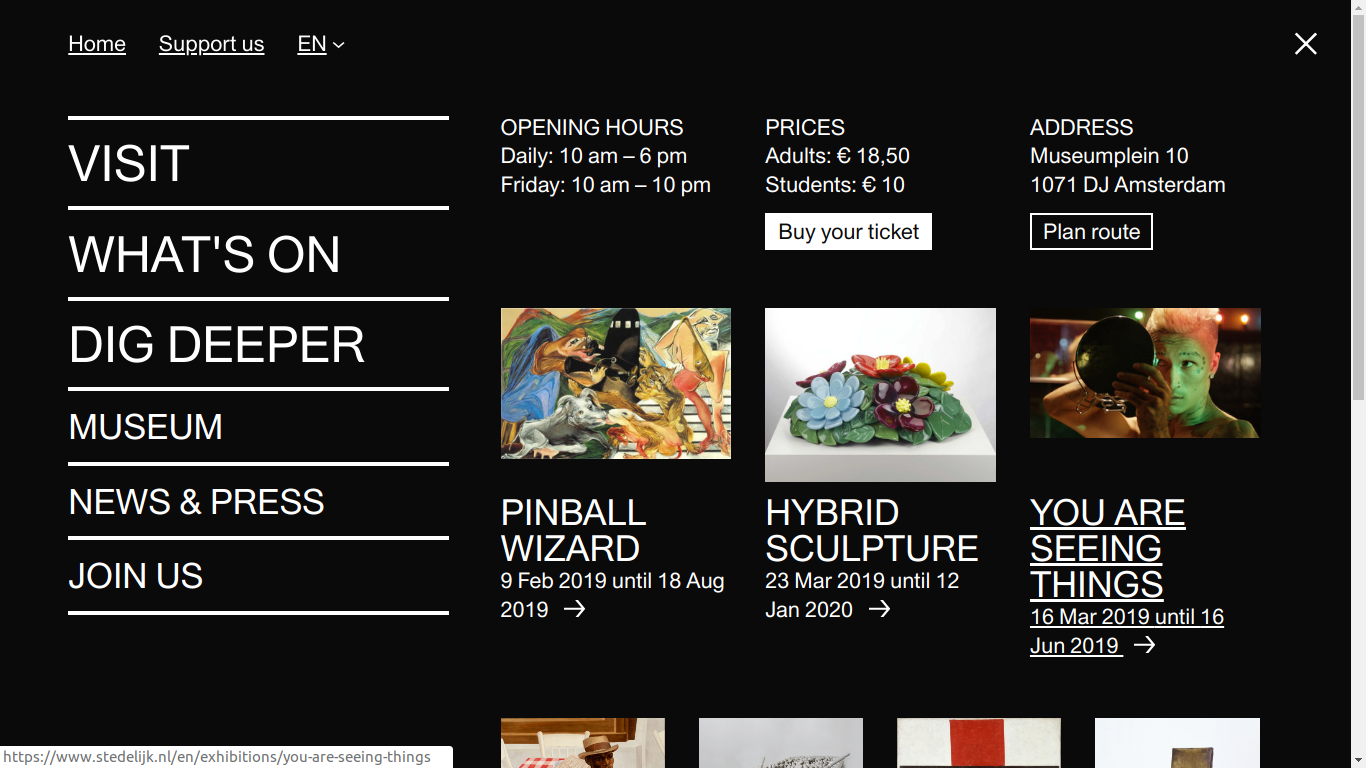 Home
Support us
EN
VISIT
WHAT'S ON
DIG DEEPER
MUSEUM
NEWS & PRESS
JOIN US
OPENING HOURS
Daily: 10 am – 6 pm
Friday: 10 am – 10 pm
PRICES
Adults: € 18,50
Students: € 10
Buy your ticket
ADDRESS
Museumplein 10
1071 DJ Amsterdam
Plan route
PINBALL
WIZARD
9 Feb 2019 until 18 Aug
2019 →
HYBRID
SCULPTURE
23 Mar 2019 until 12
Jan 2020 →
YOU ARE
SEEING
THINGS
16 Mar 2019 until 16
Jun 2019 →
https://www.stedelijk.nl/en/exhibitions/you-are-seeing-things